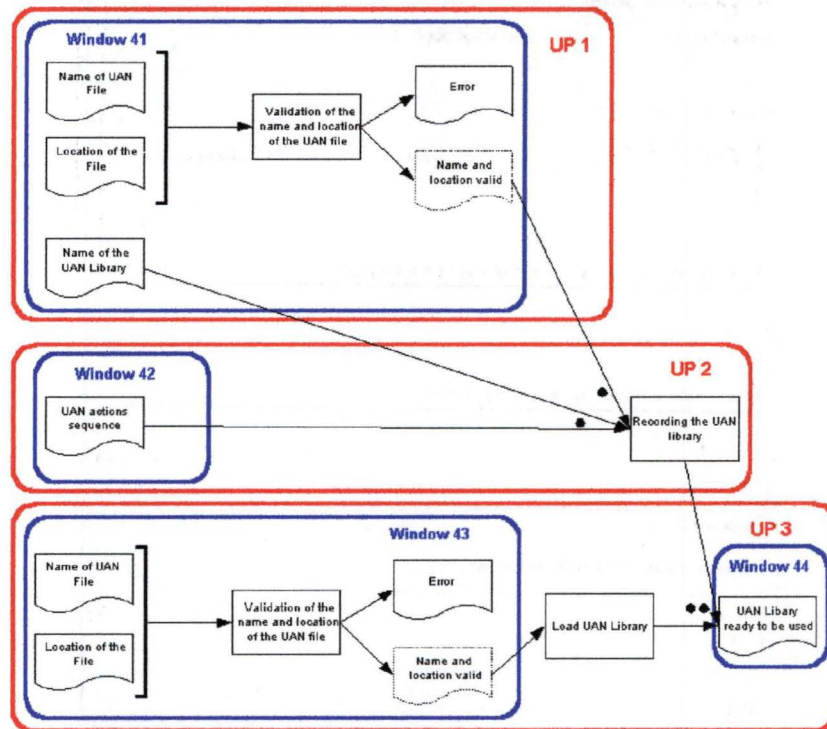 Window 41
UP 1
Name of UAN
File
Location of the
File
Validation of the
name and location
of the UAN file
Error
Name and
location valid
Name of the
UAN Library
Window 42
UP 2
UAN actions
sequence
Recording the UAN
library
Window 43
UP 3
Window 44
Name of UAN
File
Location of the
File
Validation of the
name and location
of the UAN file
Error
Name and
location valid
Load UAN Library
UAN Libary
ready to be used